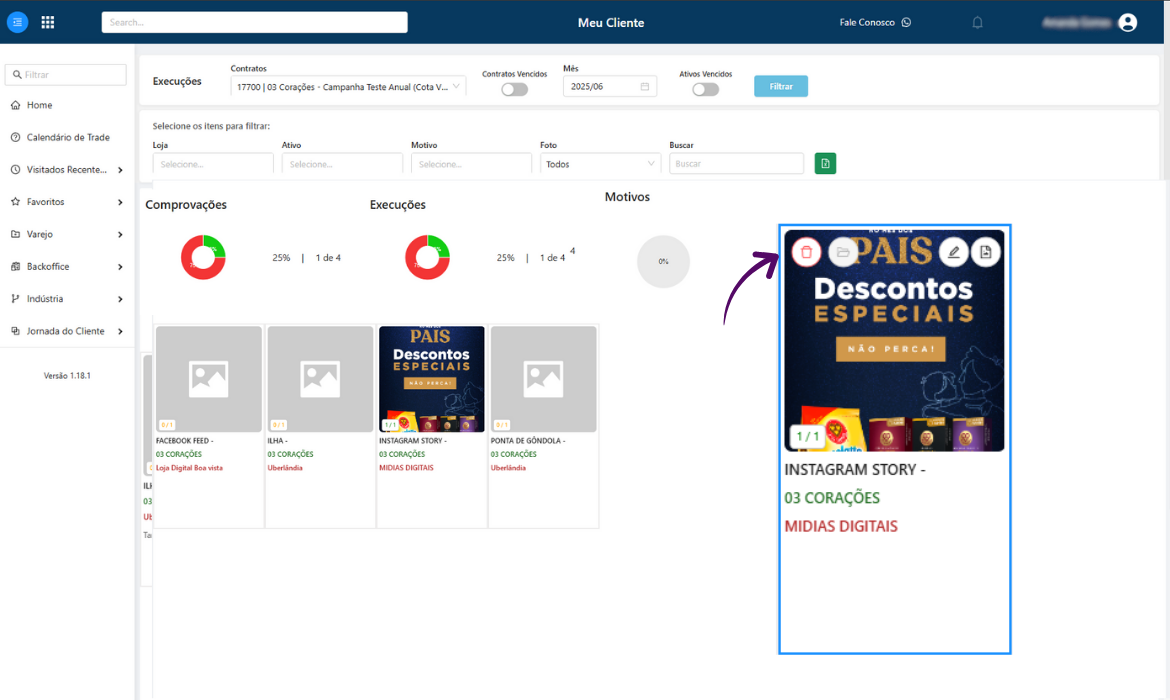 Search...
Meu Cliente
Fale Conosco
Filtrar
Home
Calendário de Trade
Visitados Recente...
Favoritos
Varejo
Backoffice
Indústria
Jornada do Cliente
Versão 1.18.1
Execuções
Contratos
17700 | 03 Corações - Campanha Teste Anual (Cota V...
Contratos Vencidos
Mês
2025/06
Ativos Vencidos
Filtrar
Selecione os itens para filtrar:
Loja
Selecione...
Ativo
Selecione...
Motivo
Selecione...
Foto
Todos
Buscar
Buscar
Comprovações
25% | 1 de 4
Execuções
25% | 1 de 4
4
Motivos
0%
0 / 1
FACEBOOK FEED -
03 CORAÇÕES
Loja Digital Boa vista
0 / 1
ILHA -
03 CORAÇÕES
Uberlândia
PAIS
Descontos
ESPECIAIS
NÃO PERCA!
1 / 1
INSTAGRAM STORY -
03 CORAÇÕES
MIDIAS DIGITAIS
0 / 1
PONTA DE GÔNDOLA -
03 CORAÇÕES
Uberlândia
PAIS
Descontos
ESPECIAIS
NÃO PERCA!
1 / 1
INSTAGRAM STORY -
03 CORAÇÕES
MIDIAS DIGITAIS